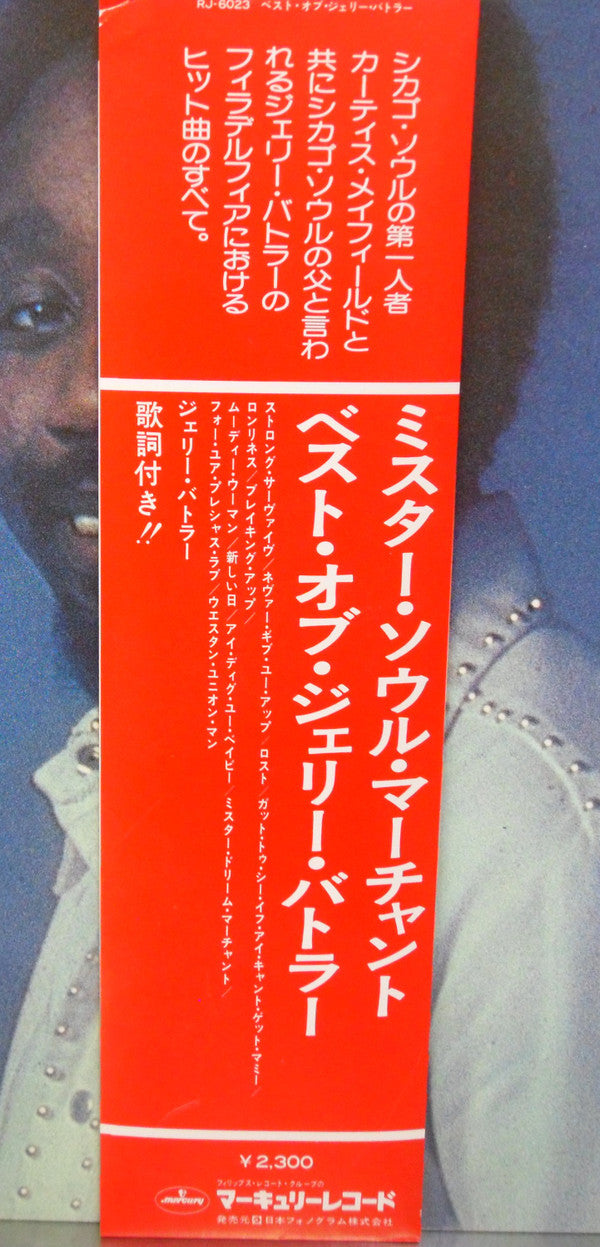 RJ-6023 ベスト・オブ・ジェリー・バトラー
シカゴ・ソウルの第一人者
カーティス・メイフィールドと
共にシカゴ・ソウルの父と言わ
れるジェリー・バトラーの
フィラデルフィアにおける
ヒット曲のすべて。
ミスター・ソウル・マーチャント
ベスト・オブ・ジェリー・バトラー
ストロング・サーヴァイヴ/ネヴァー・ギブ・ユー・アップ/ロスト/ガット・トゥ・シー・イフ・アイ・キャント・ゲット・マミー/
ロンリネス/ブレイキング・アップ/
ムーディー・ウーマン/新しい日/アイ・ディグ・ユー・ベイビー/ミスター・ドリーム・マーチャント/
フォー・ユア・プレシャス・ラブ/ウエスタン・ユニオン・マン
ジェリー・バトラー
歌詞付き!!
¥2,300
mercury
フィリップス・レコード・グループの
マーキュリーレコード
発売元 日本フォノグラム株式会社